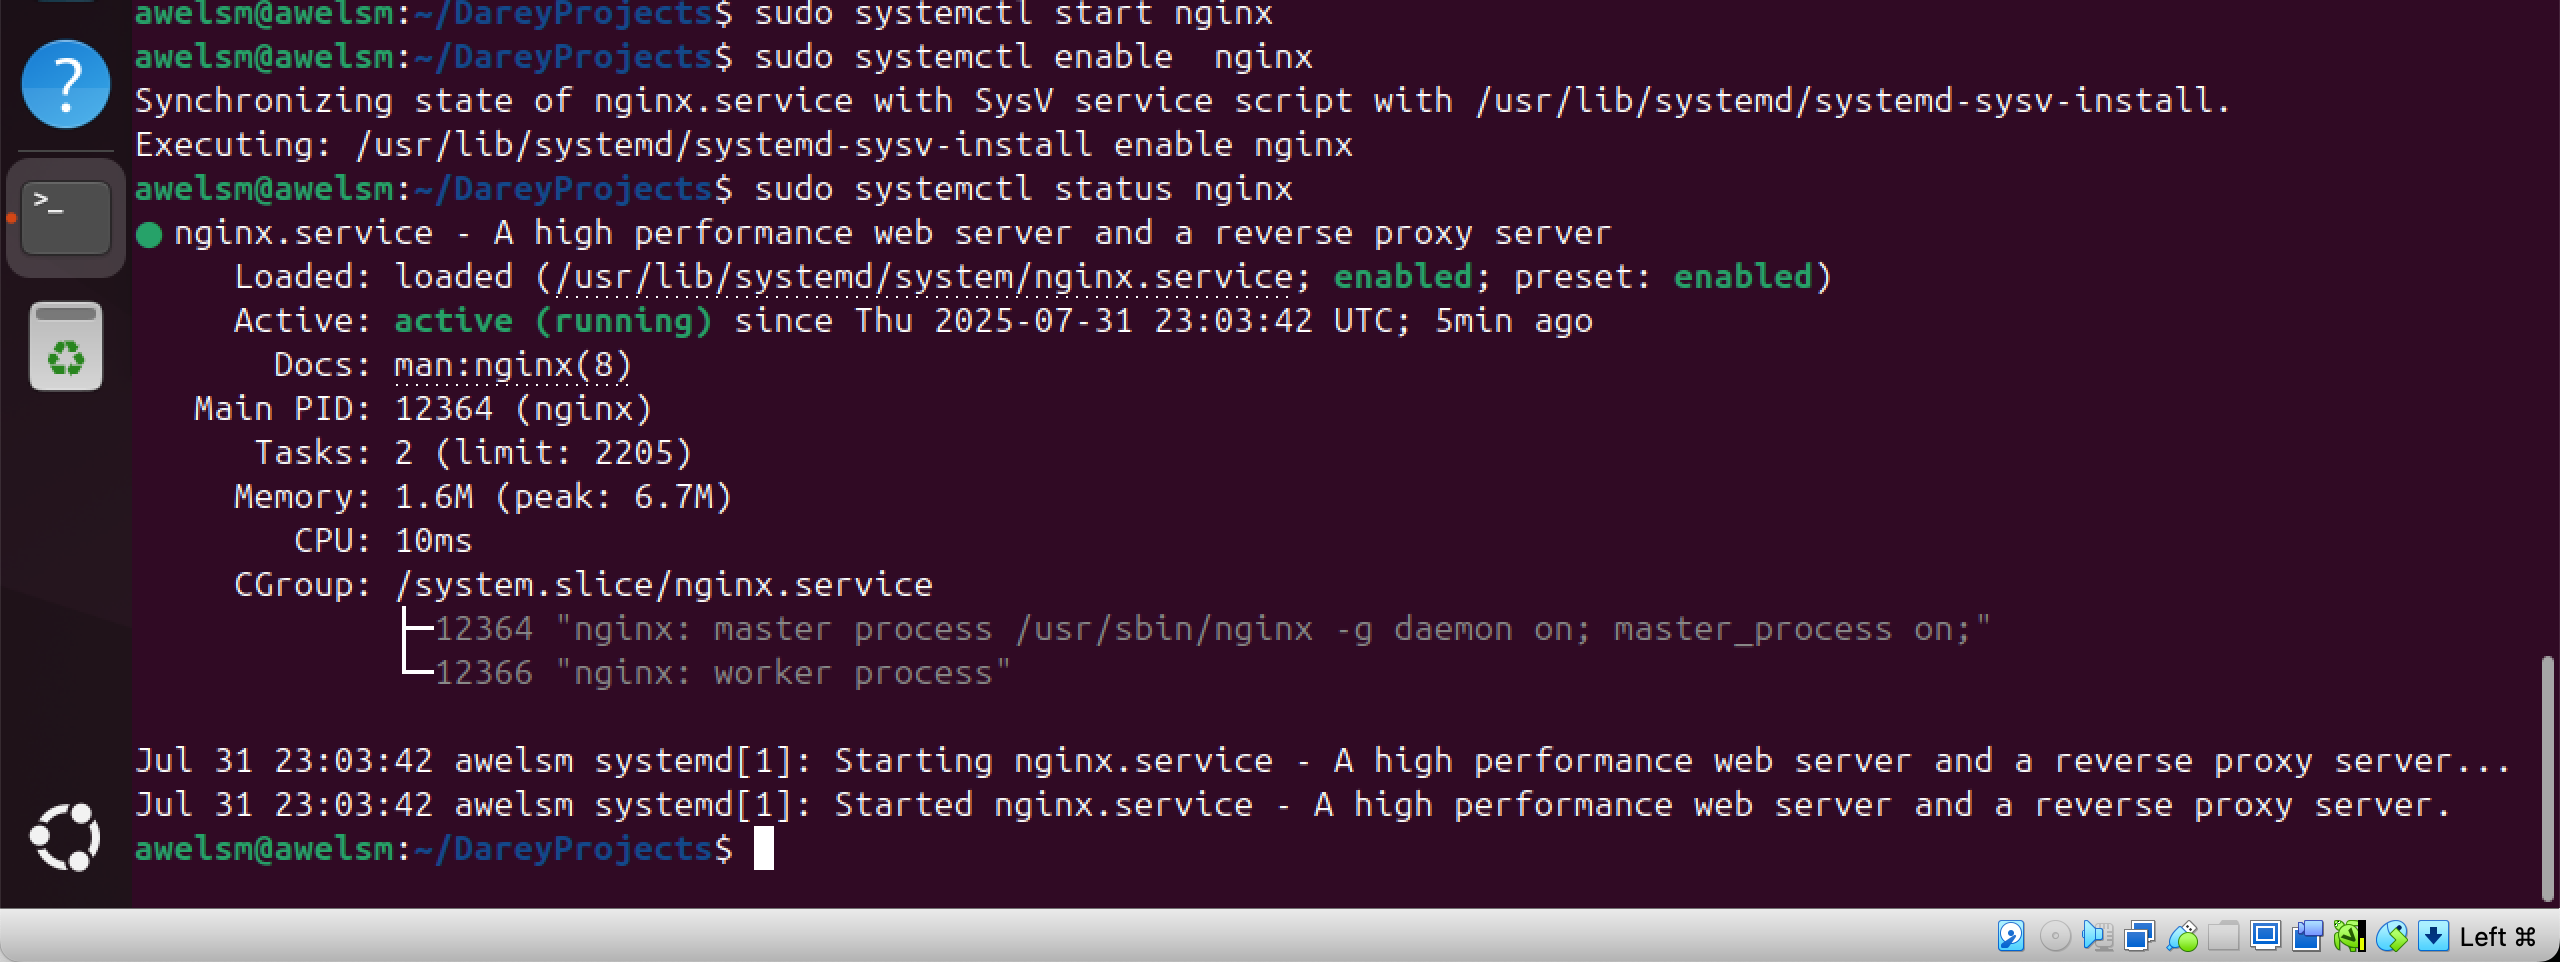 awelsm@awelsm:~/DareyProjects$ sudo systemctl start nginx
awelsm@awelsm:~/DareyProjects$ sudo systemctl enable  nginx
Synchronizing state of nginx.service with SysV service script with /usr/lib/systemd/systemd-sysv-install.
Executing: /usr/lib/systemd/systemd-sysv-install enable nginx
awelsm@awelsm:~/DareyProjects$ sudo systemctl status nginx
● nginx.service - A high performance web server and a reverse proxy server
     Loaded: loaded (/usr/lib/systemd/system/nginx.service; enabled; preset: enabled)
     Active: active (running) since Thu 2025-07-31 23:03:42 UTC; 5min ago
       Docs: man:nginx(8)
   Main PID: 12364 (nginx)
      Tasks: 2 (limit: 2205)
     Memory: 1.6M (peak: 6.7M)
        CPU: 10ms
     CGroup: /system.slice/nginx.service
             ├─12364 "nginx: master process /usr/sbin/nginx -g daemon on; master_process on;"
             └─12366 "nginx: worker process"
Jul 31 23:03:42 awelsm systemd[1]: Starting nginx.service - A high performance web server and a reverse proxy server...
Jul 31 23:03:42 awelsm systemd[1]: Started nginx.service - A high performance web server and a reverse proxy server.
awelsm@awelsm:~/DareyProjects$
Left ⌘